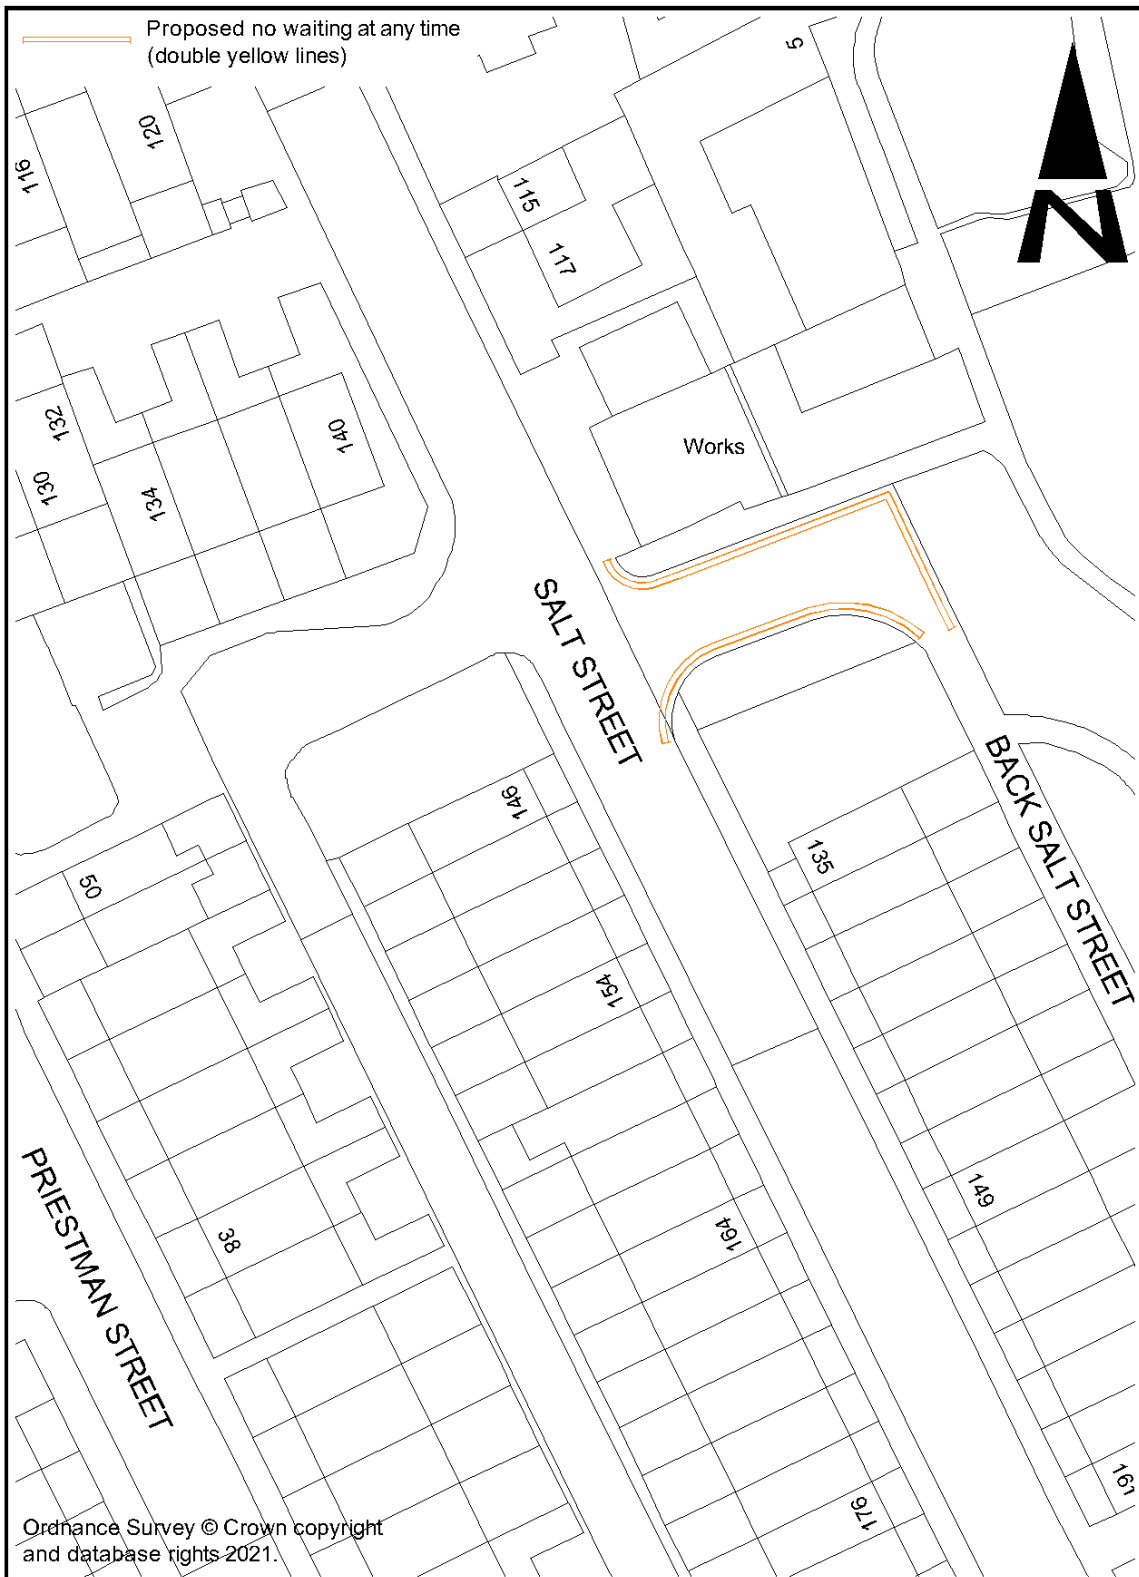 Proposed no waiting at any time
(double yellow lines)
5
N
116
120
115
117
132
130
134
140
Works
SALT STREET
146
135
BACK SALT STREET
50
154
149
164
38
PRIESTMAN STREET
176
161
Ordnance Survey © Crown copyright
and database rights 2021.